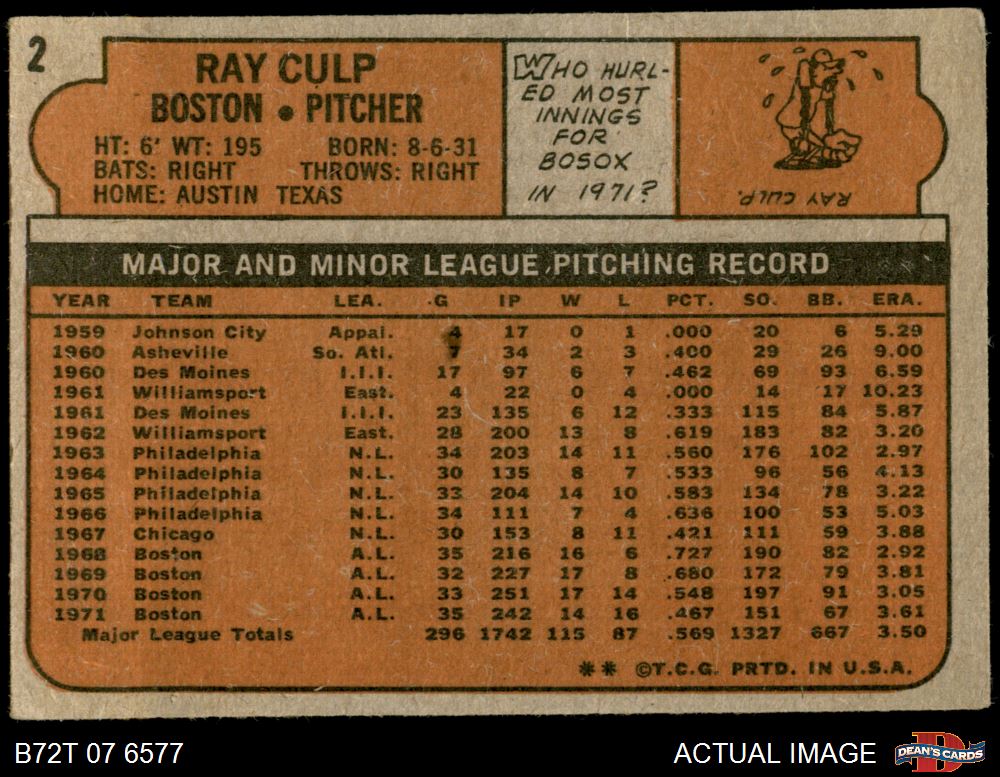 2
RAY CULP
BOSTON • PITCHER
HT: 6' WT: 195 BORN: 8-6-31
BATS: RIGHT THROWS: RIGHT
HOME: AUSTIN TEXAS
WHO HURL-
ED MOST
INNINGS
FOR
BOSOX
IN 1971?
RAY CULP.
MAJOR AND MINOR LEAGUE PITCHING RECORD
YEAR TEAM LEA. G IP W L PCT. SO. BB. ERA.
1959 Johnson City Appal. 4 17 0 1 .000 20 6 5.29
1960 Asheville So. Atl. 7 34 2 3 .400 29 26 9.00
1960 Des Moines I.I.I. 17 97 6 7 .462 69 93 6.59
1961 Williamsport East. 4 22 0 4 .000 14 17 10.23
1961 Des Moines I.I.I. 23 135 6 12 .333 115 84 5.87
1962 Williamsport East. 28 200 13 8 .619 183 82 3.20
1963 Philadelphia N.L. 34 203 14 11 .560 176 102 2.97
1964 Philadelphia N.L. 30 135 8 7 .533 96 56 4.13
1965 Philadelphia N.L. 33 204 14 10 .583 134 78 3.22
1966 Philadelphia N.L. 34 111 7 4 .636 100 53 5.03
1967 Chicago N.L. 30 153 8 11 .421 111 59 3.88
1968 Boston A.L. 35 216 16 6 .727 190 82 2.92
1969 Boston A.L. 32 227 17 8 .680 172 79 3.81
1970 Boston A.L. 33 251 17 14 .548 197 91 3.05
1971 Boston A.L. 35 242 14 16 .467 151 67 3.61
Major League Totals 296 1742 115 87 .569 1327 667 3.50
** ©T.C.G. PRTD. IN U.S.A.
B72T 07 6577 ACTUAL IMAGE
D
DEAN'S CARDS